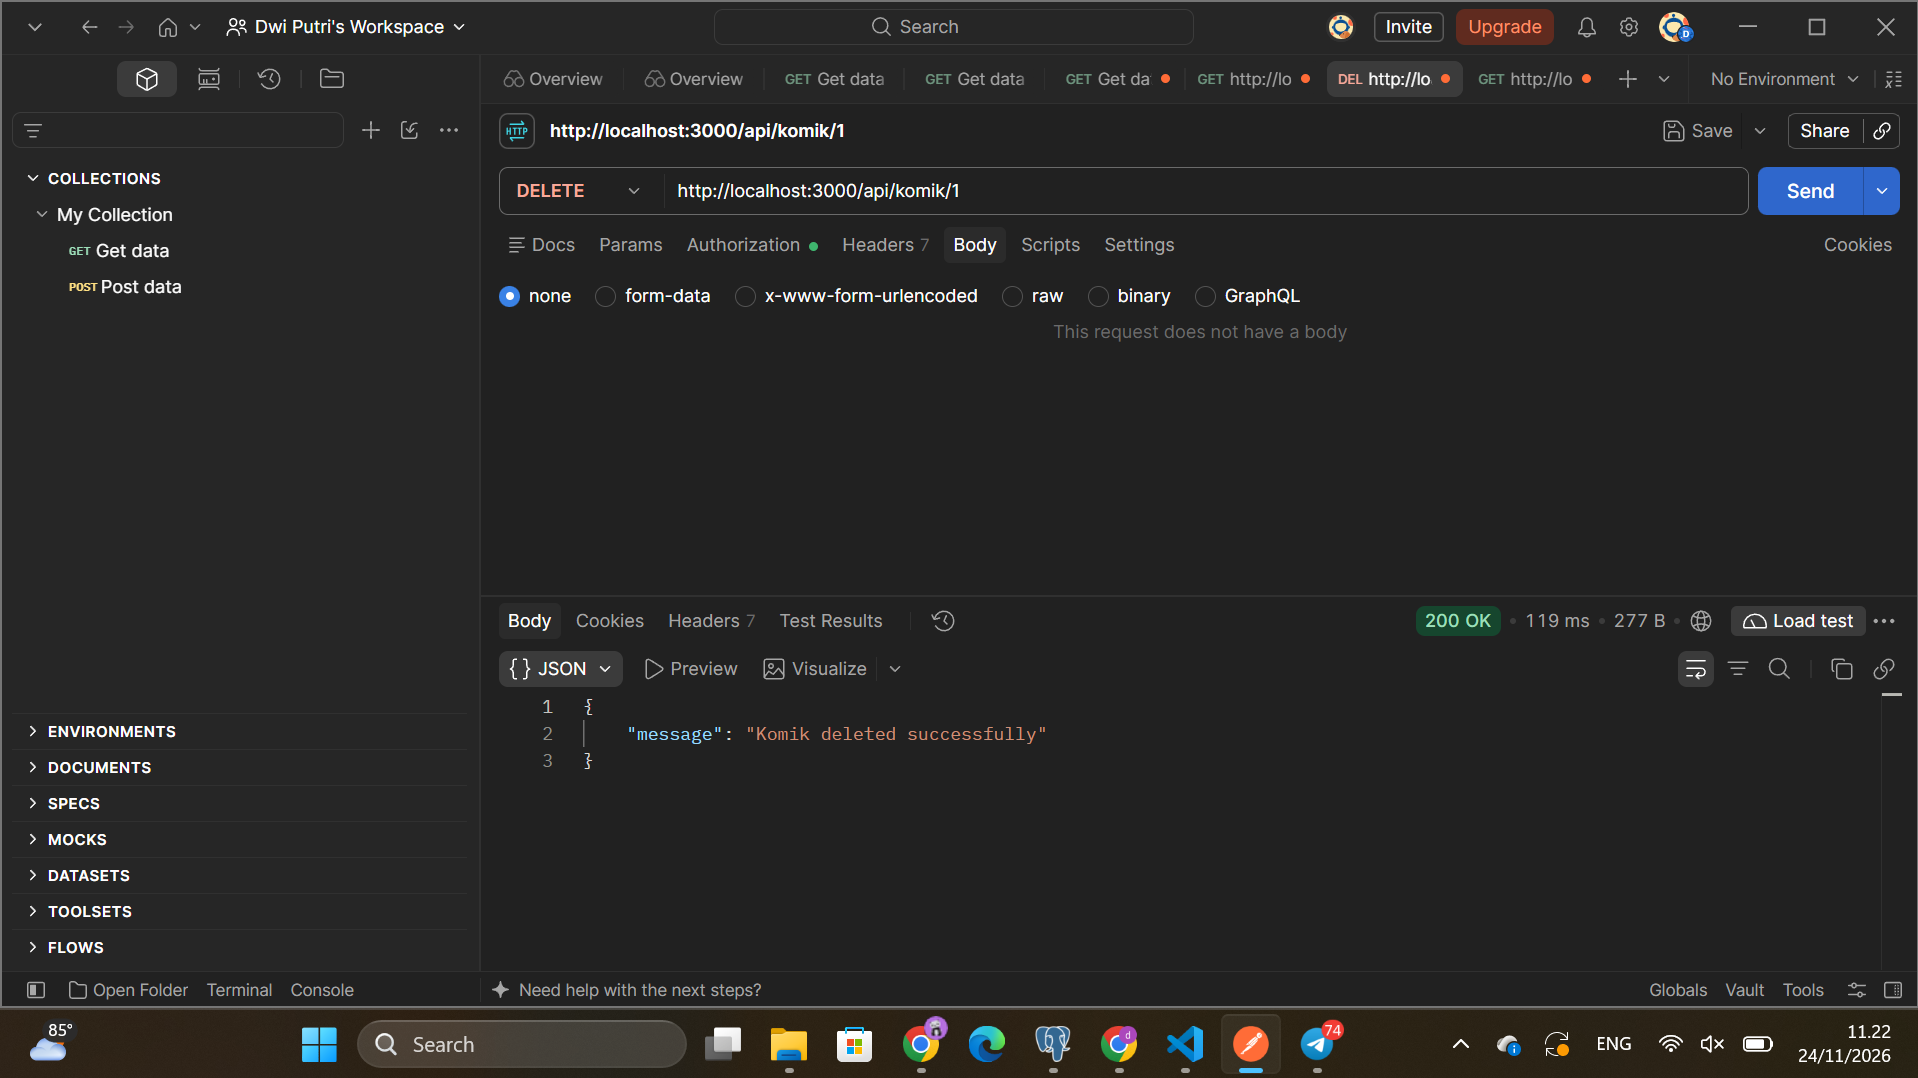 Dwi Putri's Workspace
Search
Invite
Upgrade
D
Overview
Overview
GET Get data
GET Get data
GET Get da
GET http://lo
DEL http://lo
GET http://lo
No Environment
HTTP
http://localhost:3000/api/komik/1
Save
Share
COLLECTIONS
My Collection
GET Get data
POST Post data
DELETE
http://localhost:3000/api/komik/1
Send
Docs
Params
Authorization
Headers 7
Body
Scripts
Settings
Cookies
none
form-data
x-www-form-urlencoded
raw
binary
GraphQL
This request does not have a body
Body
Cookies
Headers 7
Test Results
200 OK
119 ms
277 B
Load test
{ } JSON
Preview
Visualize
1 {
2 "message": "Komik deleted successfully"
3 }
ENVIRONMENTS
DOCUMENTS
SPECS
MOCKS
DATASETS
TOOLSETS
FLOWS
Open Folder
Terminal
Console
Need help with the next steps?
Globals
Vault
Tools
85°
Search
d
74
ENG
11.22
24/11/2026